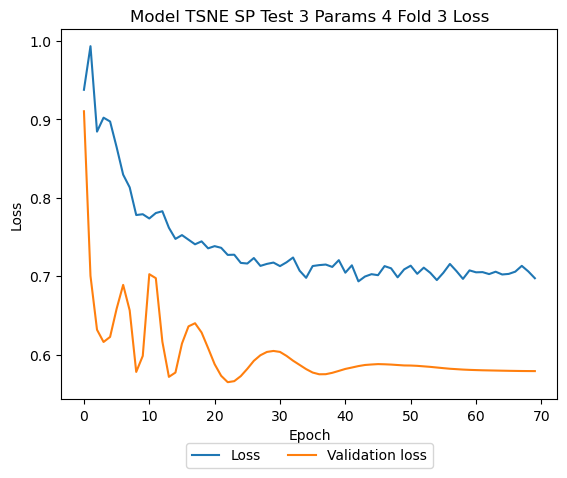 Model TSNE SP Test 3 Params 4 Fold 3 Loss
1.0
0.9
0.8
0.7
0.6
Loss
0 10 20 30 40 50 60 70
Epoch
Loss Validation loss